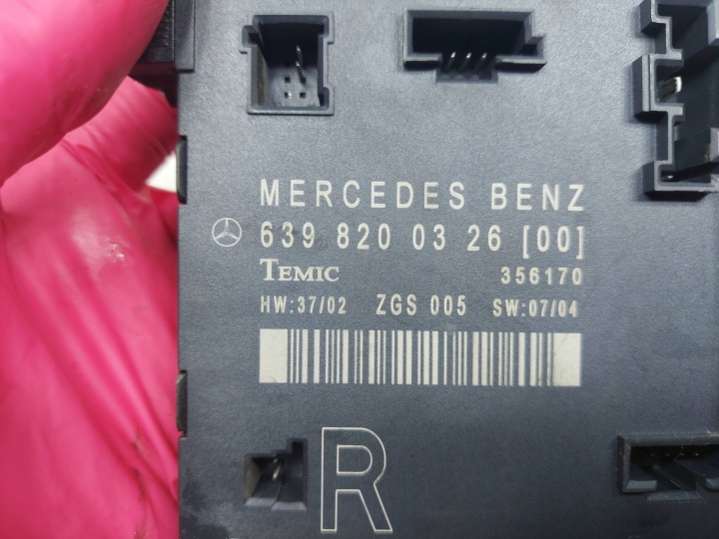 MERCEDES BENZ
639 820 03 26 [00]
TEMIC 356170
HW:37/02 ZGS 005 SW:07/04
R